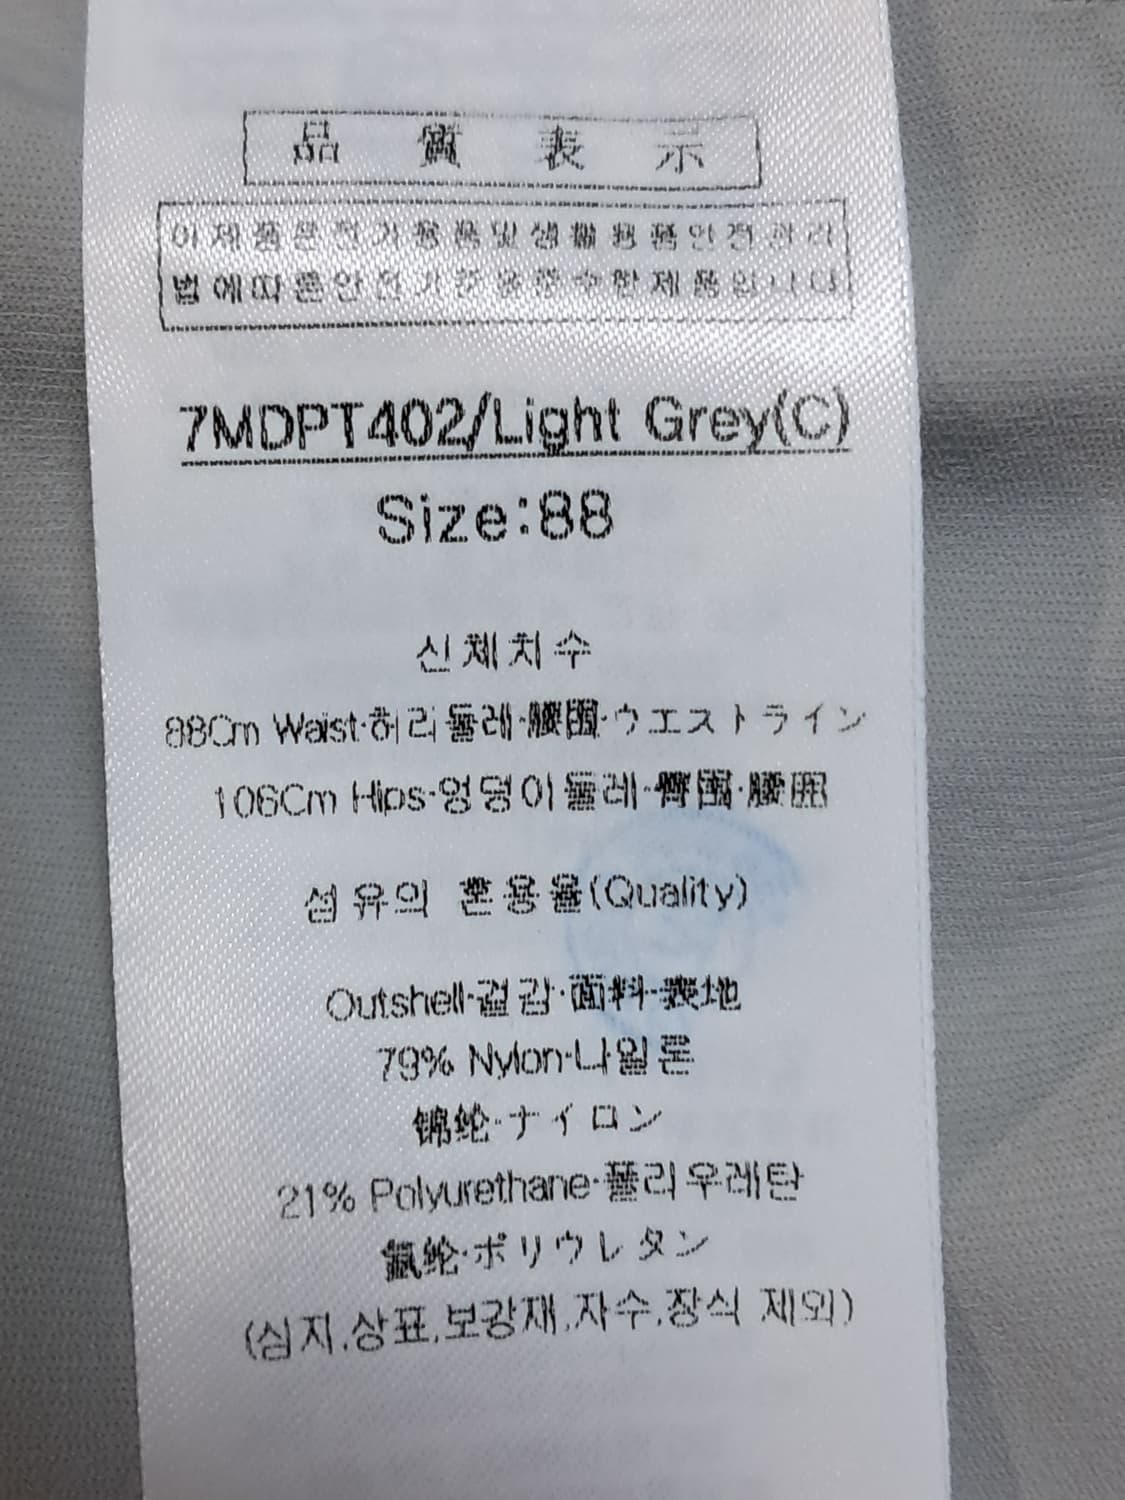 品質表示
이제품은전기용품및생활용품안전관리
법에따른안전기준을준수한제품입니다
7MDPT402/Light Grey(C)
Size:88
신체치수
88Cm Waist·허리둘레·腰围·ウエストライン
106Cm Hips·엉덩이둘레·臀围·腰囲
섬유의 혼용율(Quality)
Outshell·겉감·面料·表地
79% Nylon·나일론
锦纶·ナイロン
21% Polyurethane·폴리우레탄
氨纶·ポリウレタン
(심지,상표,보강재,자수,장식 제외)